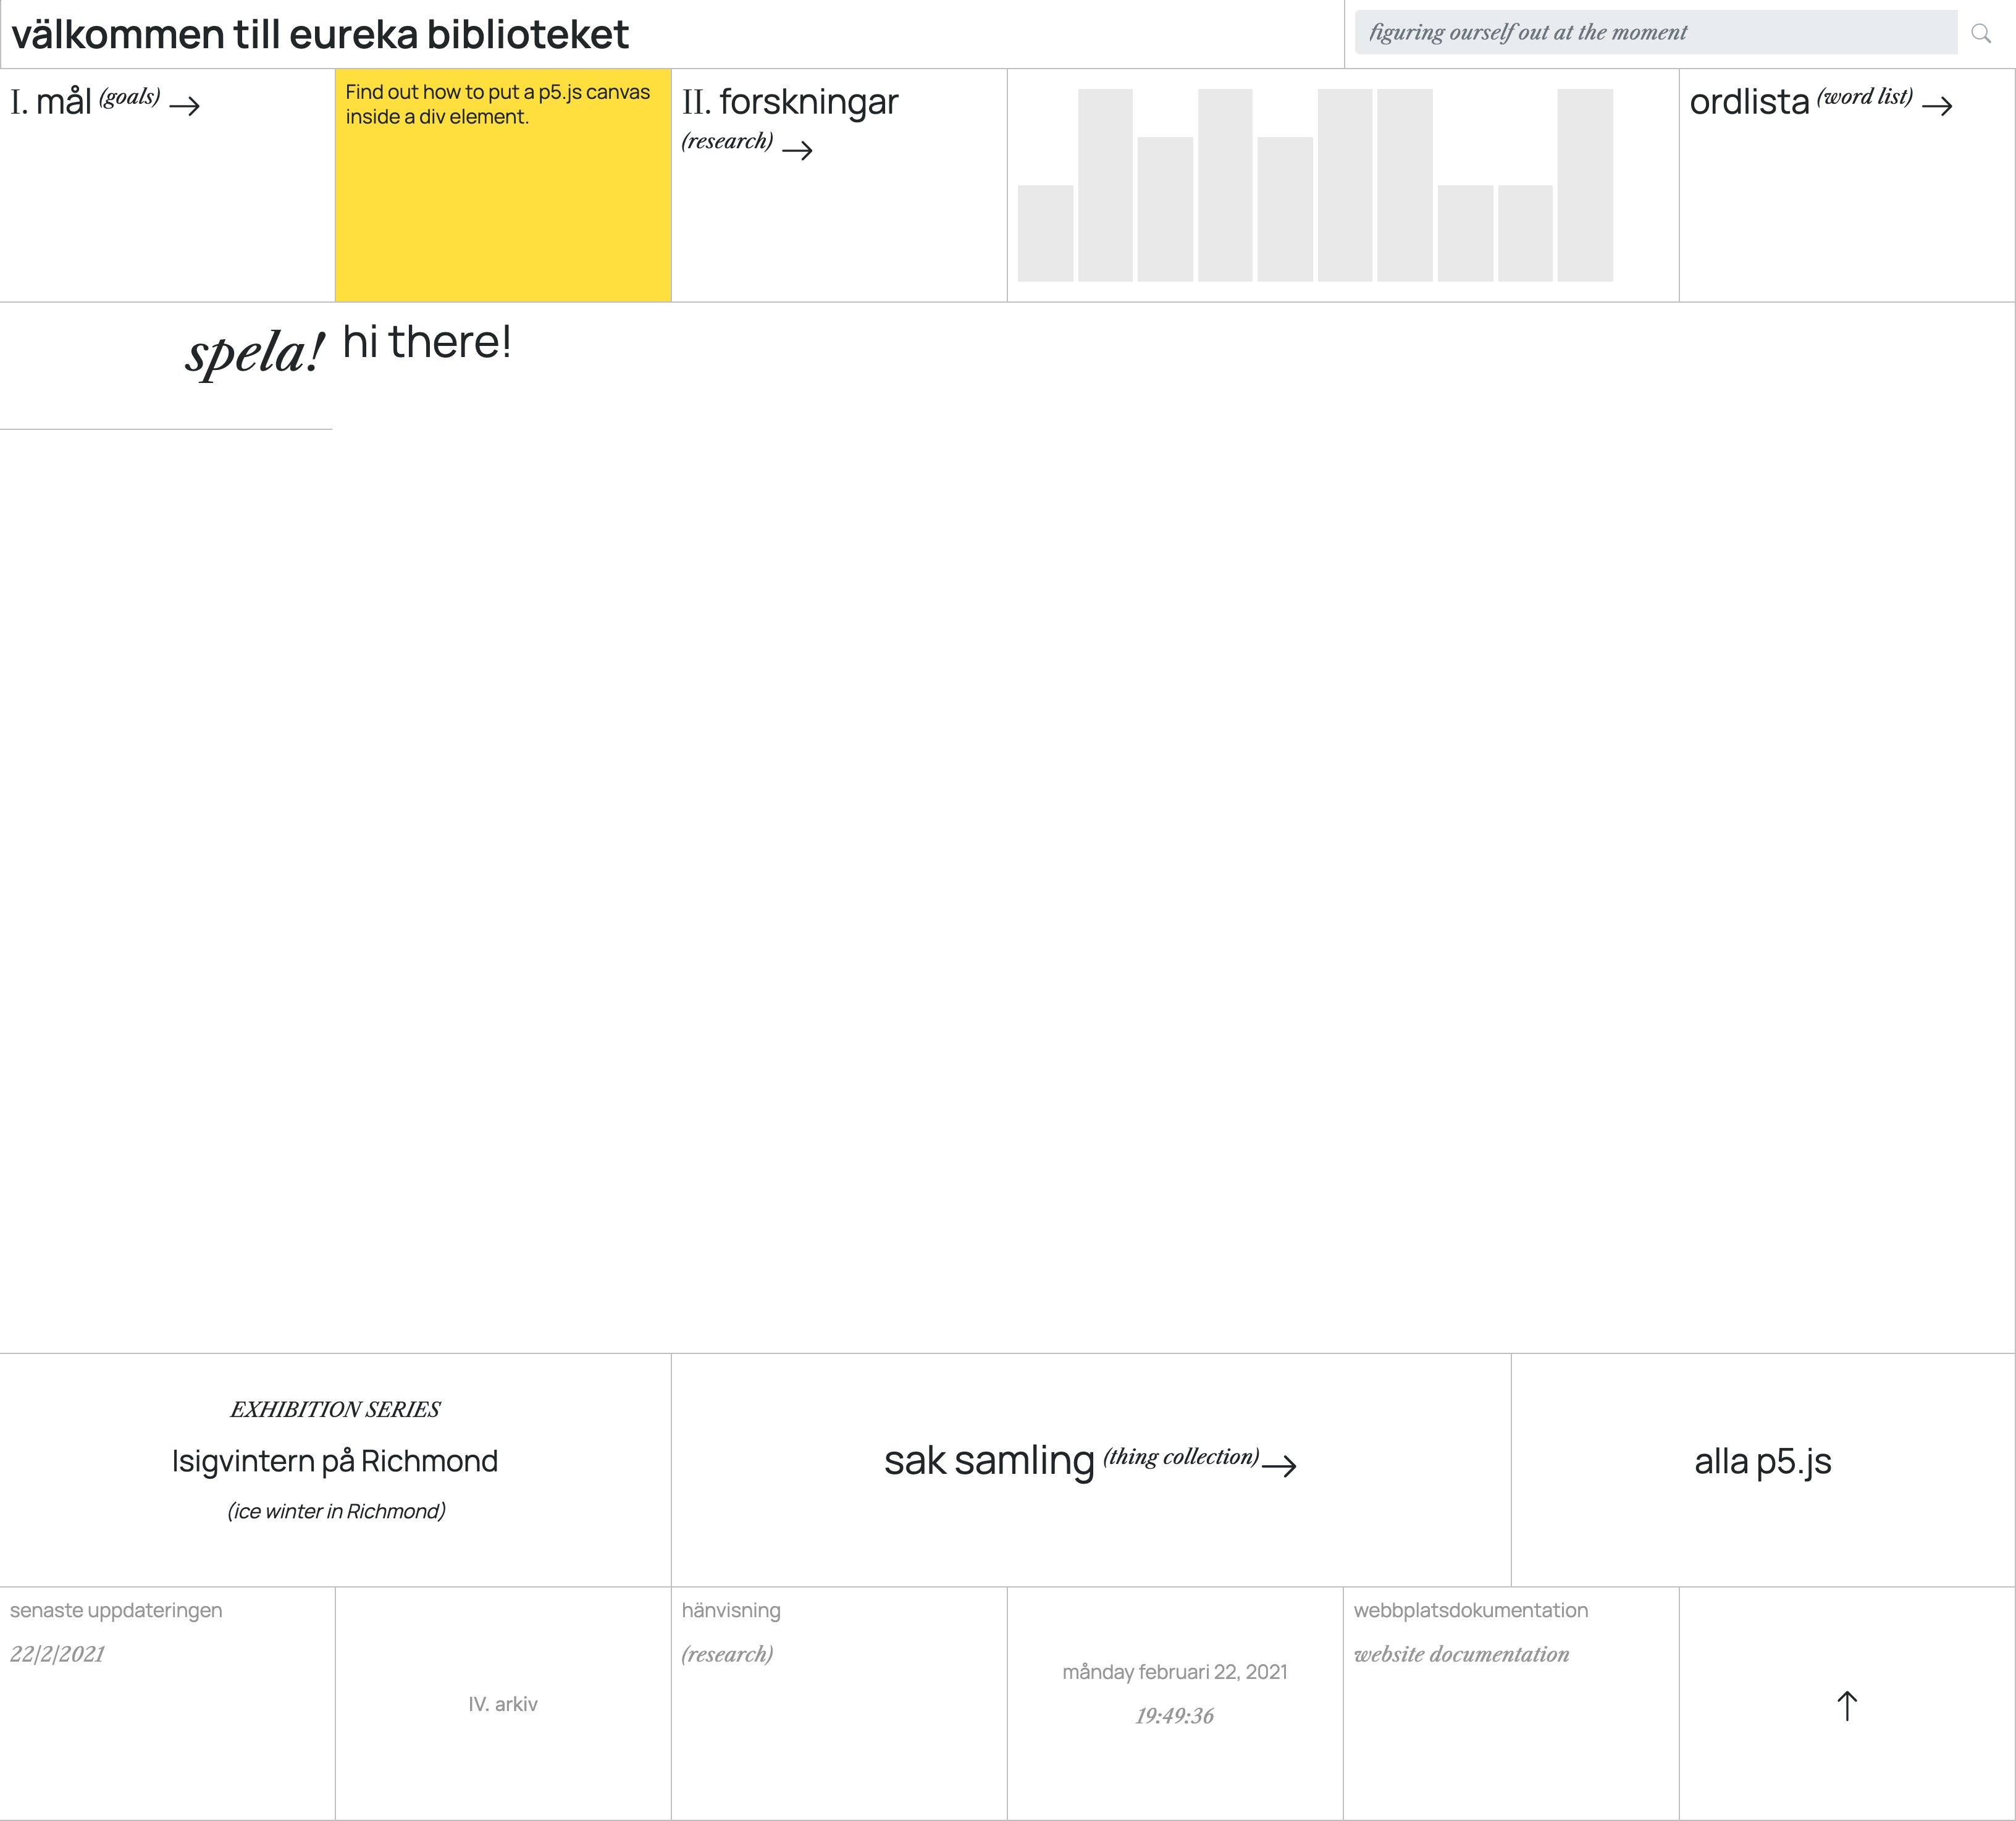 välkommen till eureka biblioteket
figuring ourself out at the moment
I. mål (goals) →
Find out how to put a p5.js canvas
inside a div element.
II. forskningar
(research) →
ordlista (word list) →
spela!
hi there!
EXHIBITION SERIES
Isigvintern på Richmond
(ice winter in Richmond)
sak samling (thing collection)→
alla p5.js
senaste uppdateringen
22/2/2021
IV. arkiv
hänvisning
(research)
månday februari 22, 2021
19:49:36
webbplatsdokumentation
website documentation
↑